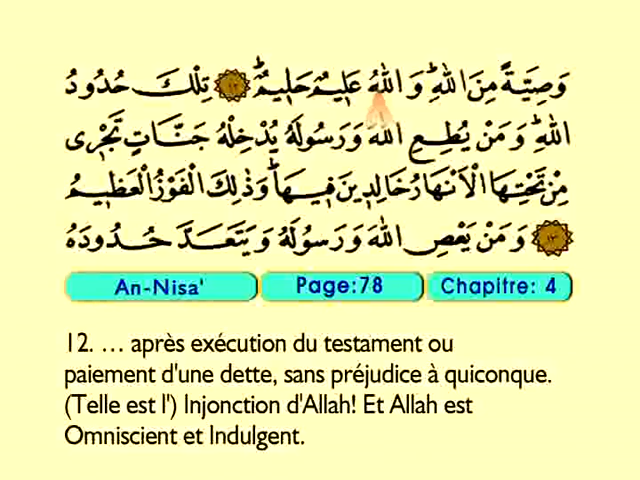 وَصِيَّةً مِنَ اللَّهِ ۗ وَاللَّهُ عَلِيمٌ حَلِيمٌ ۚ ﴿١٢﴾ تِلْكَ حُدُودُ
اللَّهِ ۚ وَمَنْ يُطِعِ اللَّهَ وَرَسُولَهُ يُدْخِلْهُ جَنَّاتٍ تَجْرِي
مِنْ تَحْتِهَا الْأَنْهَارُ خَالِدِينَ فِيهَا ۚ وَذَٰلِكَ الْفَوْزُ الْعَظِيمُ
﴿١٣﴾ وَمَنْ يَعْصِ اللَّهَ وَرَسُولَهُ وَيَتَعَدَّ حُدُودَهُ
An-Nisa' Page:78 Chapitre: 4
12. … après exécution du testament ou
paiement d'une dette, sans préjudice à quiconque.
(Telle est l') Injonction d'Allah! Et Allah est
Omniscient et Indulgent.